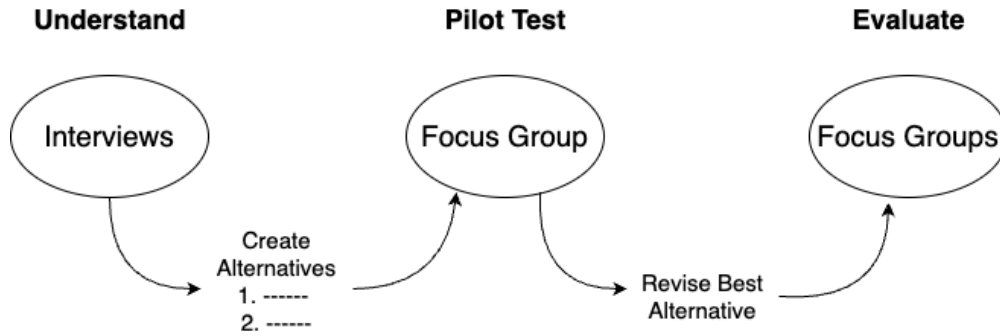 Understand
Pilot Test
Evaluate
Interviews
Focus Group
Focus Groups
Create
Alternatives
1. ------
2. ------
Revise Best
Alternative